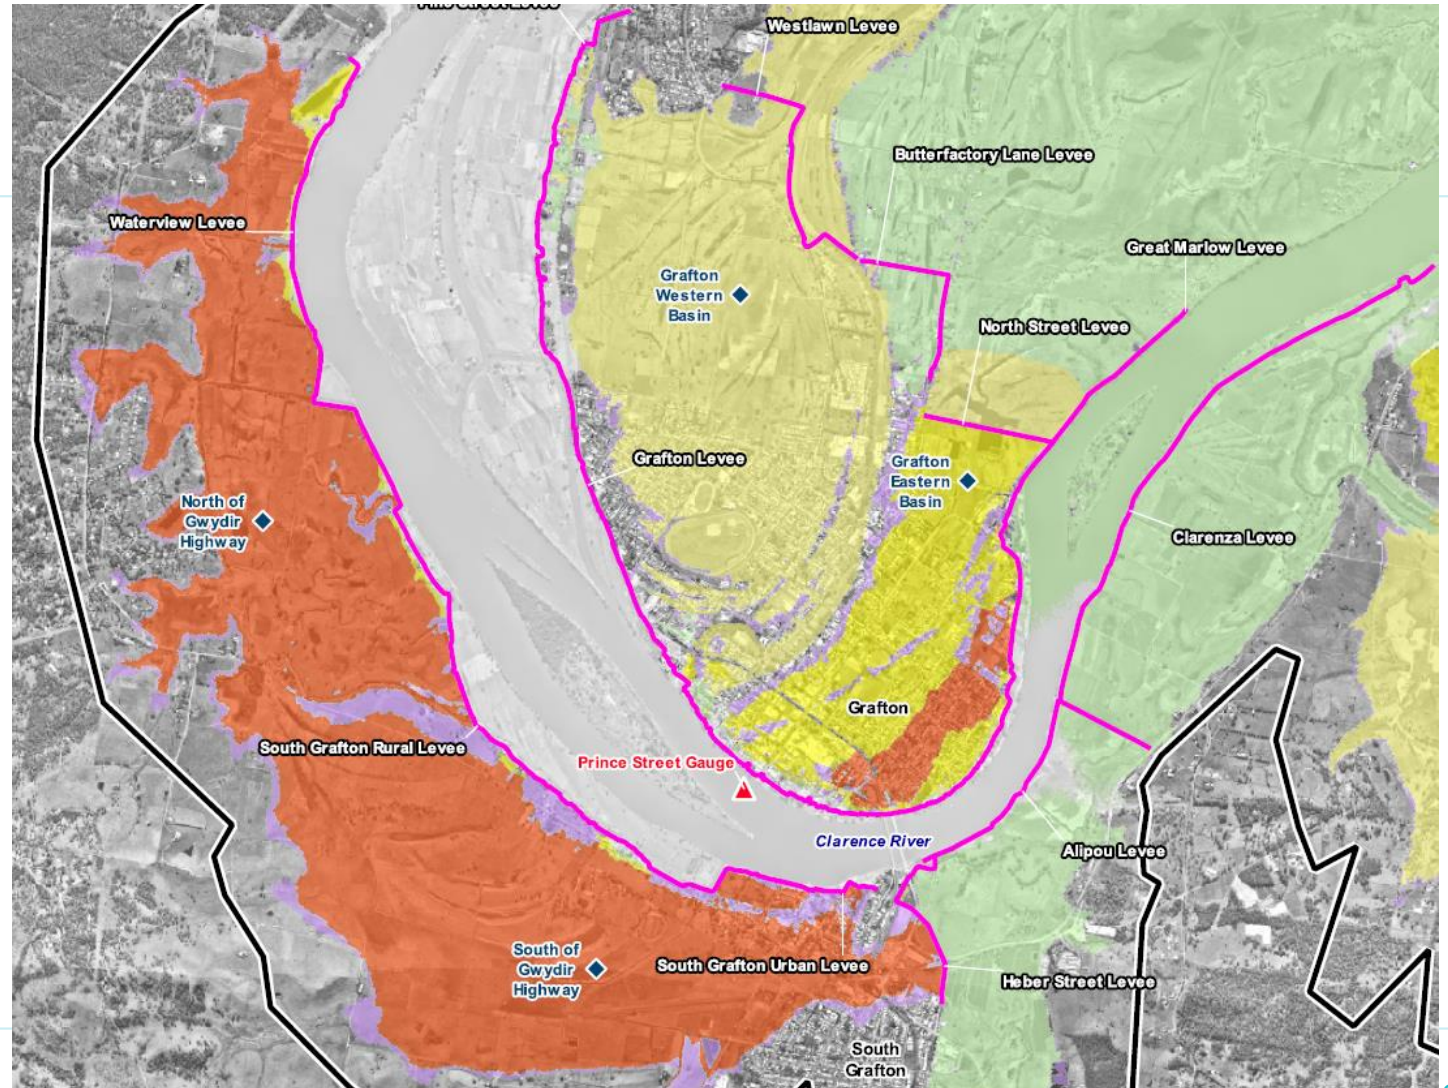 Westlawn Levee
Butterfactory Lane Levee
Waterview Levee
Great Marlow Levee
Grafton
Western
Basin
North Street Levee
Grafton Levee
Grafton
Eastern
Basin
North of
Gwydir
Highway
Clarenza Levee
Grafton
South Grafton Rural Levee
Prince Street Gauge
Clarence River
Alipou Levee
South of
Gwydir
Highway
South Grafton Urban Levee
Heber Street Levee
South
Grafton